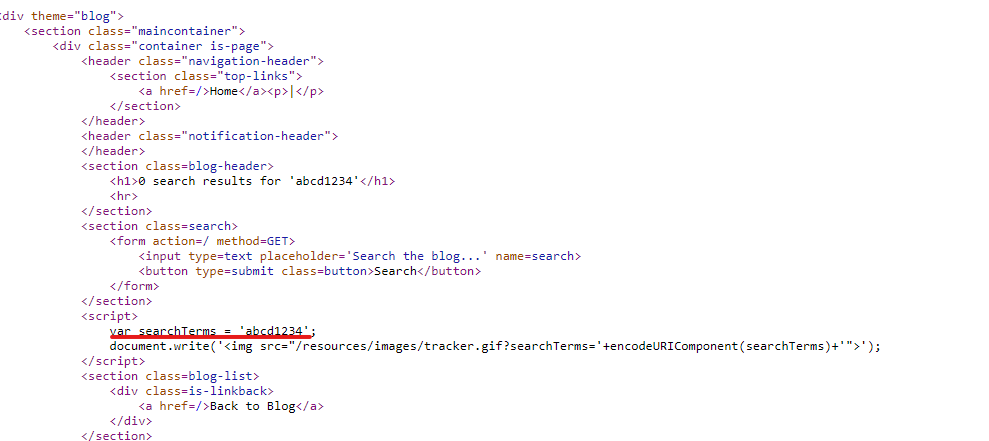 <div theme="blog">
<section class="maincontainer">
<div class="container is-page">
<header class="navigation-header">
<section class="top-links">
<a href=/>Home</a><p>|</p>
</section>
</header>
<header class="notification-header">
</header>
<section class=blog-header>
<h1>0 search results for 'abcd1234'</h1>
<hr>
</section>
<section class=search>
<form action=/ method=GET>
<input type=text placeholder='Search the blog...' name=search>
<button type=submit class=button>Search</button>
</form>
</section>
<script>
var searchTerms = 'abcd1234';
document.write('<img src="/resources/images/tracker.gif?searchTerms='+encodeURIComponent(searchTerms)+'">');
</script>
<section class=blog-list>
<div class=is-linkback>
<a href=/>Back to Blog</a>
</div>
</section>